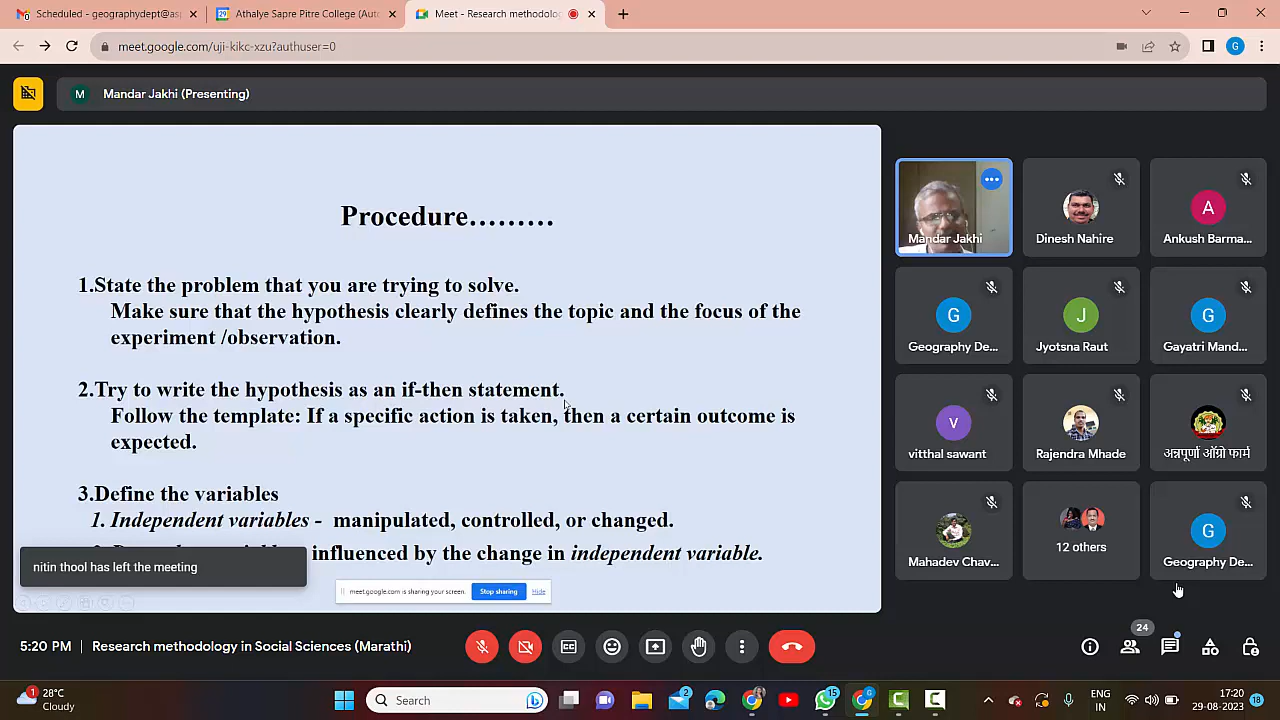 Scheduled - geographydept@asp
Athalye Sapre Pitre College (Auto
Meet - Research methodolo
meet.google.com/uji-kikc-xzu?authuser=0
G
M Mandar Jakhi (Presenting)
Procedure.........
1.State the problem that you are trying to solve.
Make sure that the hypothesis clearly defines the topic and the focus of the
experiment /observation.
2.Try to write the hypothesis as an if-then statement.
Follow the template: If a specific action is taken, then a certain outcome is
expected.
3.Define the variables
1. Independent variables - manipulated, controlled, or changed.
influenced by the change in independent variable.
nitin thool has left the meeting
meet.google.com is sharing your screen.
Stop sharing
Hide
Mandar Jakhi
Dinesh Nahire
A
Ankush Barma...
G
Geography De...
J
Jyotsna Raut
G
Gayatri Mand...
V
vitthal sawant
Rajendra Mhade
अन्नपूर्णा ऑग्रो फार्म
Mahadev Chav...
12 others
G
Geography De...
5:20 PM | Research methodology in Social Sciences (Marathi)
24
1
28°C
Cloudy
Search
2
15
G
ENG
IN
17:20
29-08-2023
18